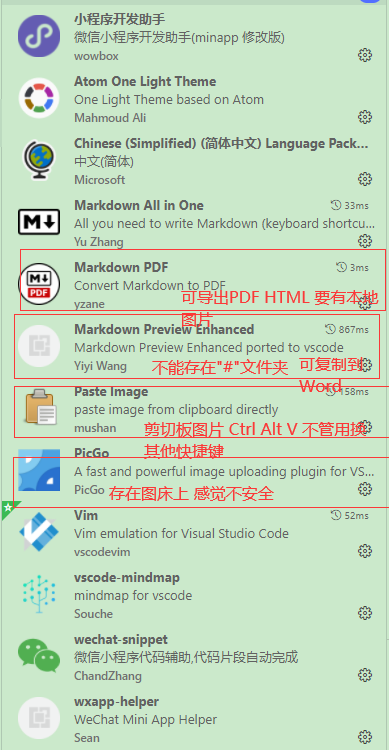 小程序开发助手
微信小程序开发助手(minapp 修改版)
wowbox
Atom One Light Theme
One Light Theme based on Atom
Mahmoud Ali
Chinese (Simplified) (简体中文) Language Pack...
中文(简体)
Microsoft
Markdown All in One 33ms
All you need to write Markdown (keyboard shortcu...
Yu Zhang
Markdown PDF 3ms
Convert Markdown to PDF
yzane
可导出PDF HTML 要有本地
图片
Markdown Preview Enhanced 867ms
Markdown Preview Enhanced ported to vscode
Yiyi Wang
不能存在"#"文件夹
可复制到
Word
Paste Image 158ms
paste image from clipboard directly
mushan
剪切板图片 Ctrl Alt V 不管用换
其他快捷键
PicGo
A fast and powerful image uploading plugin for VS...
PicGo
存在图床上 感觉不安全
Vim 52ms
Vim emulation for Visual Studio Code
vscodevim
vscode-mindmap
mindmap for vscode
Souche
wechat-snippet
微信小程序代码辅助,代码片段自动完成
ChandZhang
wxapp-helper
WeChat Mini App Helper
Sean